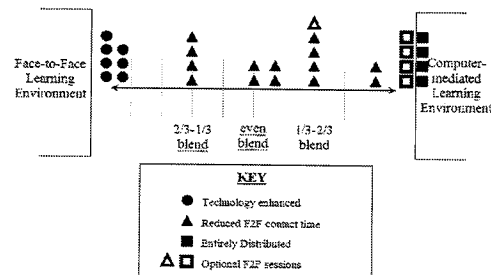 Face-to-Face
Learning
Environment
Computer-
mediated
Learning
Environment
2/3-1/3
blend
even
blend
1/3-2/3
blend
KEY
Technology enhanced
Reduced F2F contact time
Entirely Distributed
Optional F2F sessions